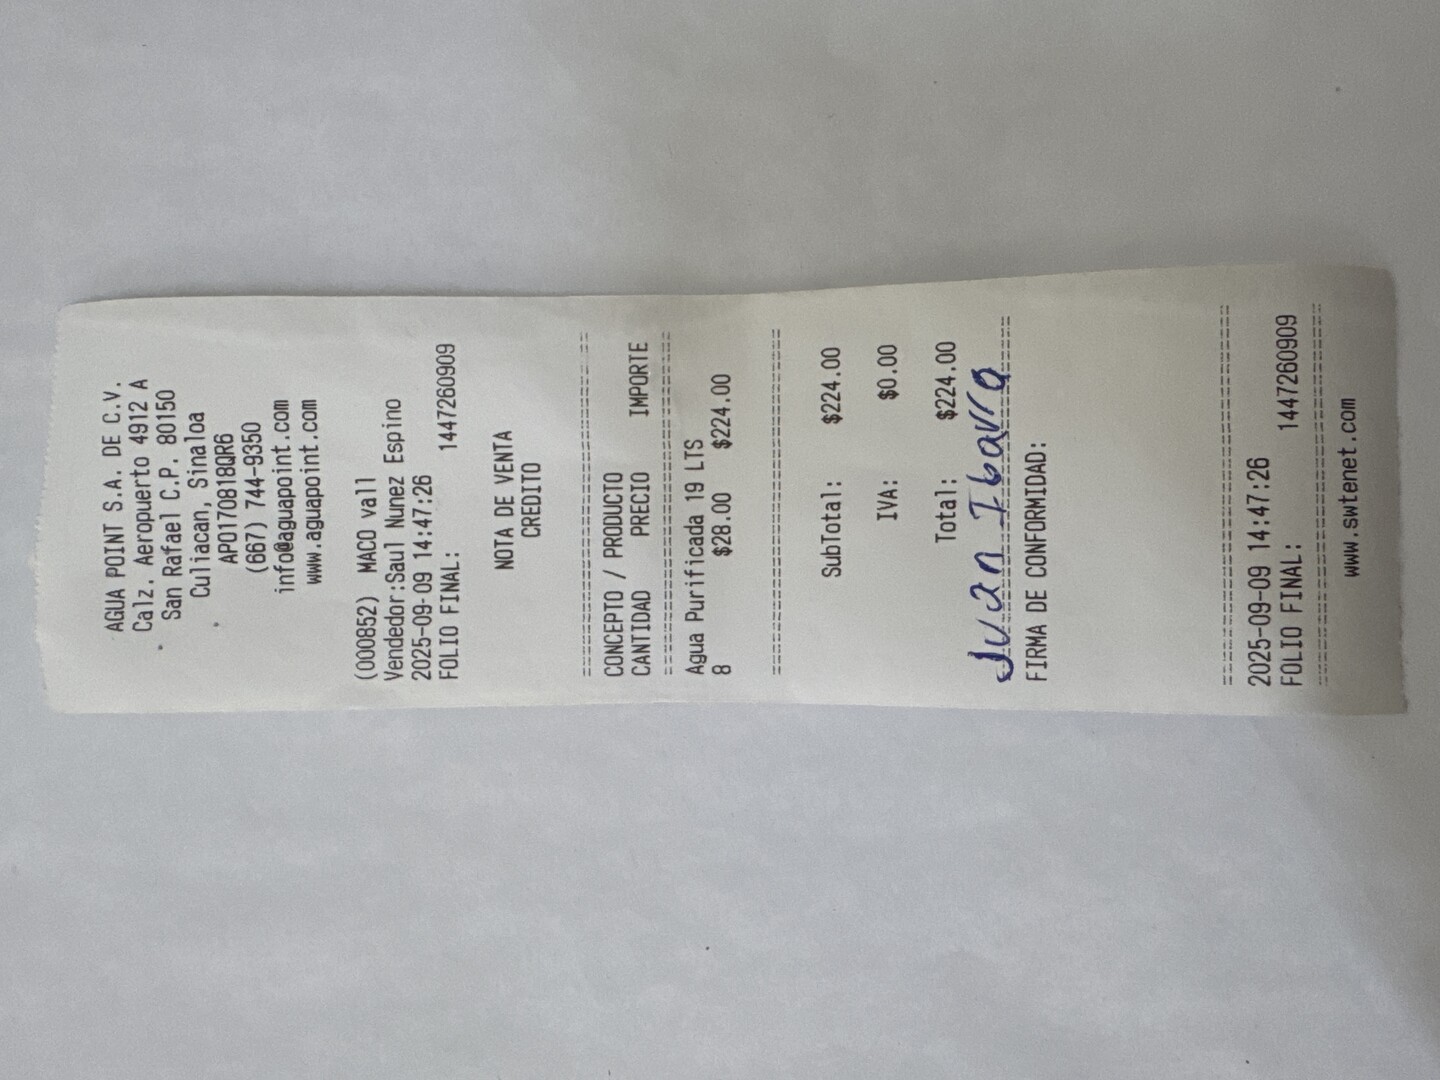 AGUA POINT S.A. DE C.V.
Calz. Aeropuerto 4912 A
San Rafael C.P. 80150
Culiacan, Sinaloa
APO170818QR6
(667) 744-9350
info@aguapoint.com
www.aguapoint.com
(000852) MACO vall
Vendedor:Saul Nunez Espino
2025-09-09 14:47:26
FOLIO FINAL: 1447260909
NOTA DE VENTA
CREDITO
CONCEPTO / PRODUCTO
CANTIDAD PRECIO IMPORTE
Agua Purificada 19 LTS
8 $28.00 $224.00
SubTotal: $224.00
IVA: $0.00
Total: $224.00
Juan Ibarra
FIRMA DE CONFORMIDAD:
2025-09-09 14:47:26
FOLIO FINAL: 1447260909
www.swtenet.com